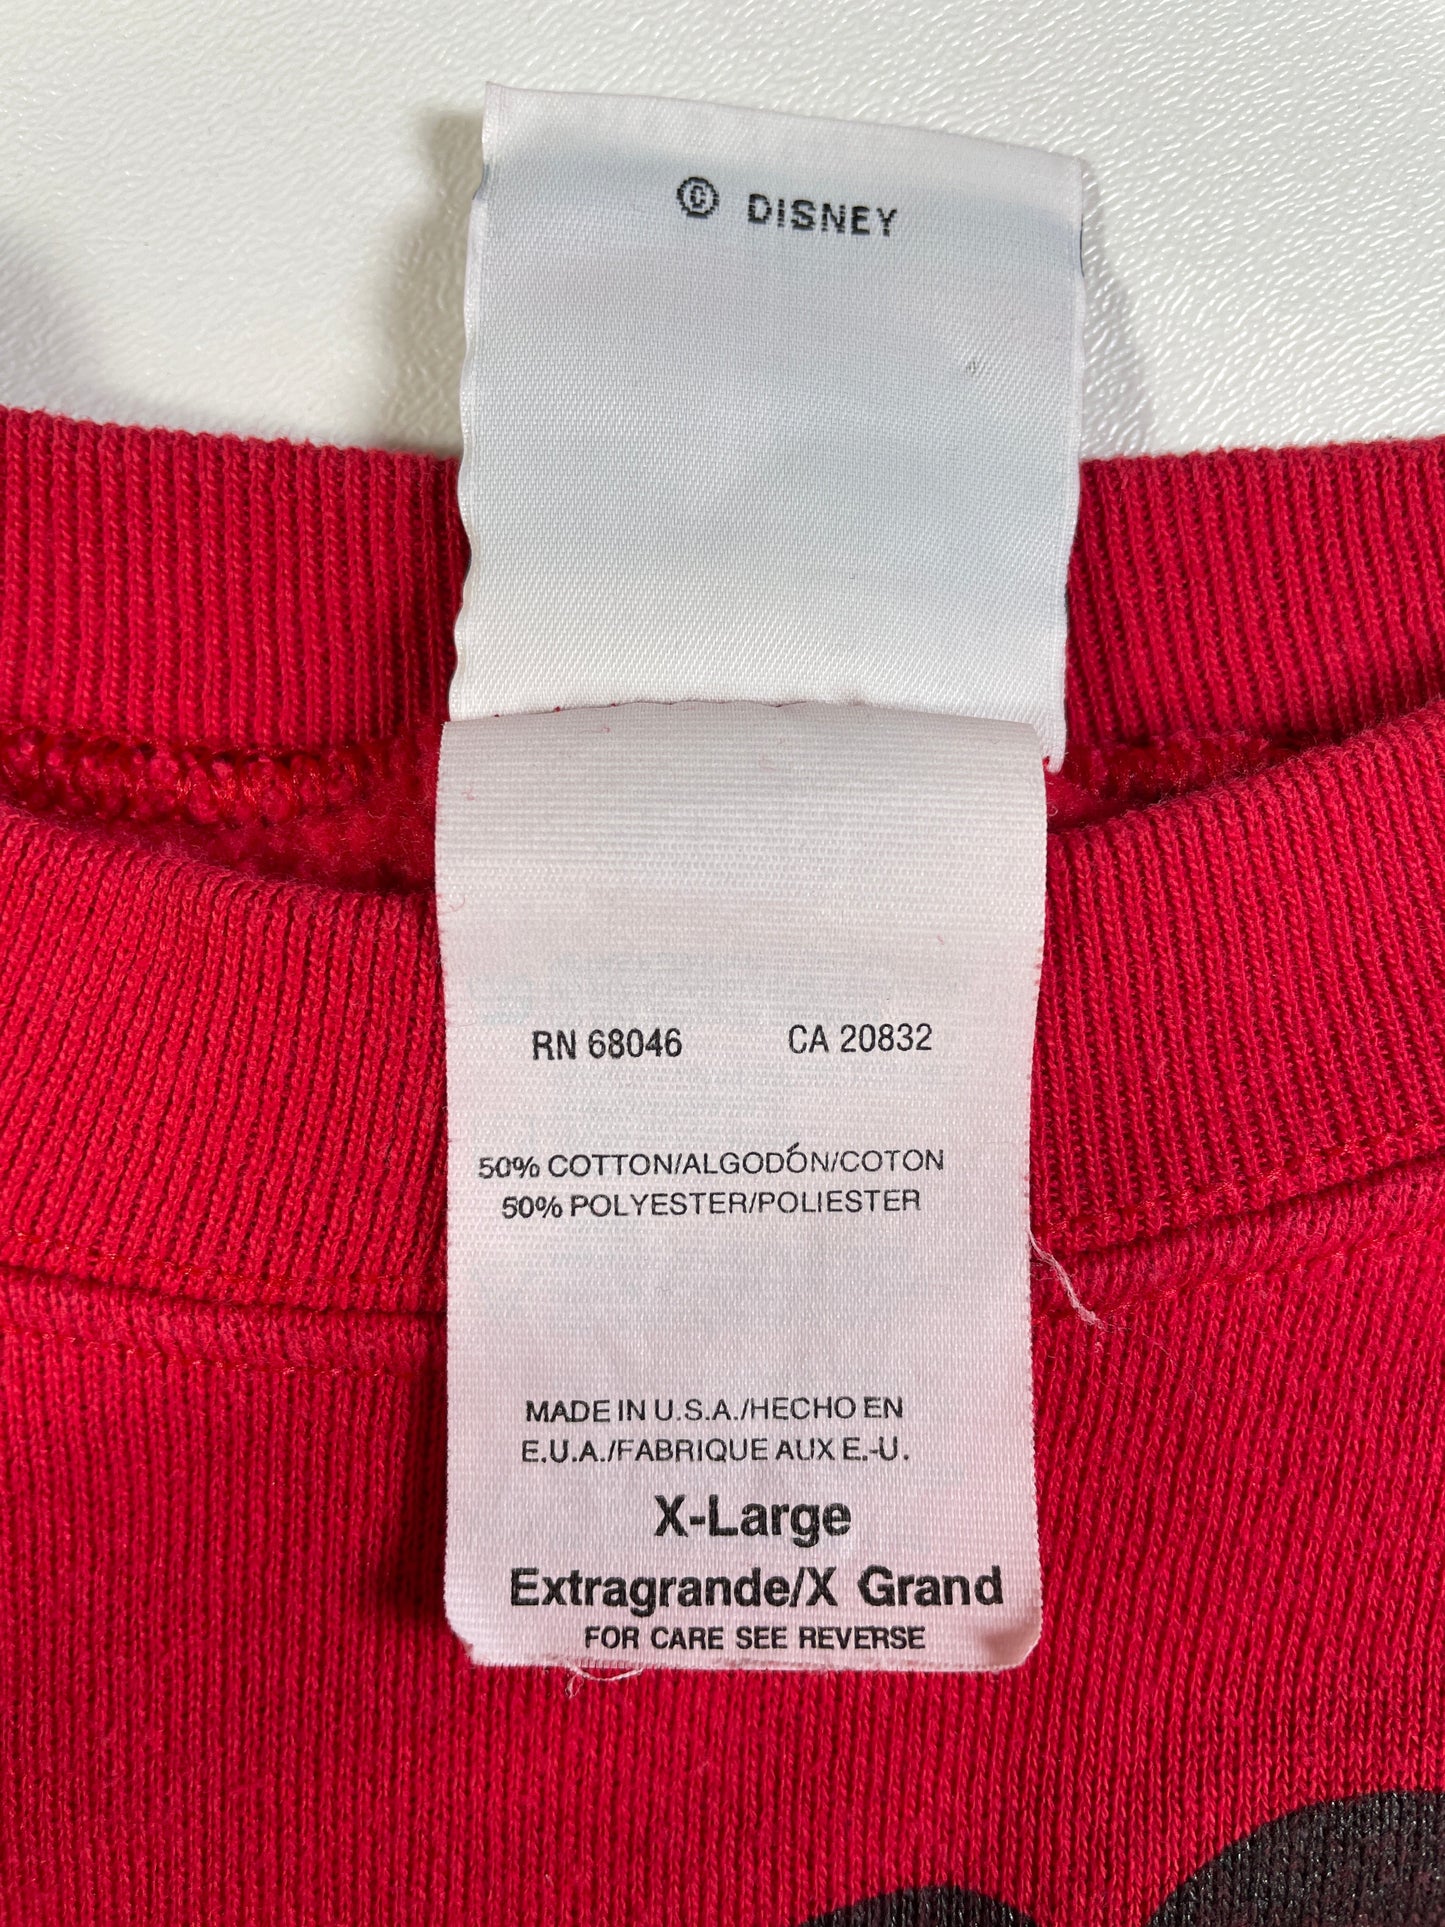 © DISNEY
RN 68046 CA 20832
50% COTTON/ALGODÓN/COTON
50% POLYESTER/POLIESTER
MADE IN U.S.A./HECHO EN
E.U.A./FABRIQUE AUX E.-U.
X-Large
Extragrande/X Grand
FOR CARE SEE REVERSE